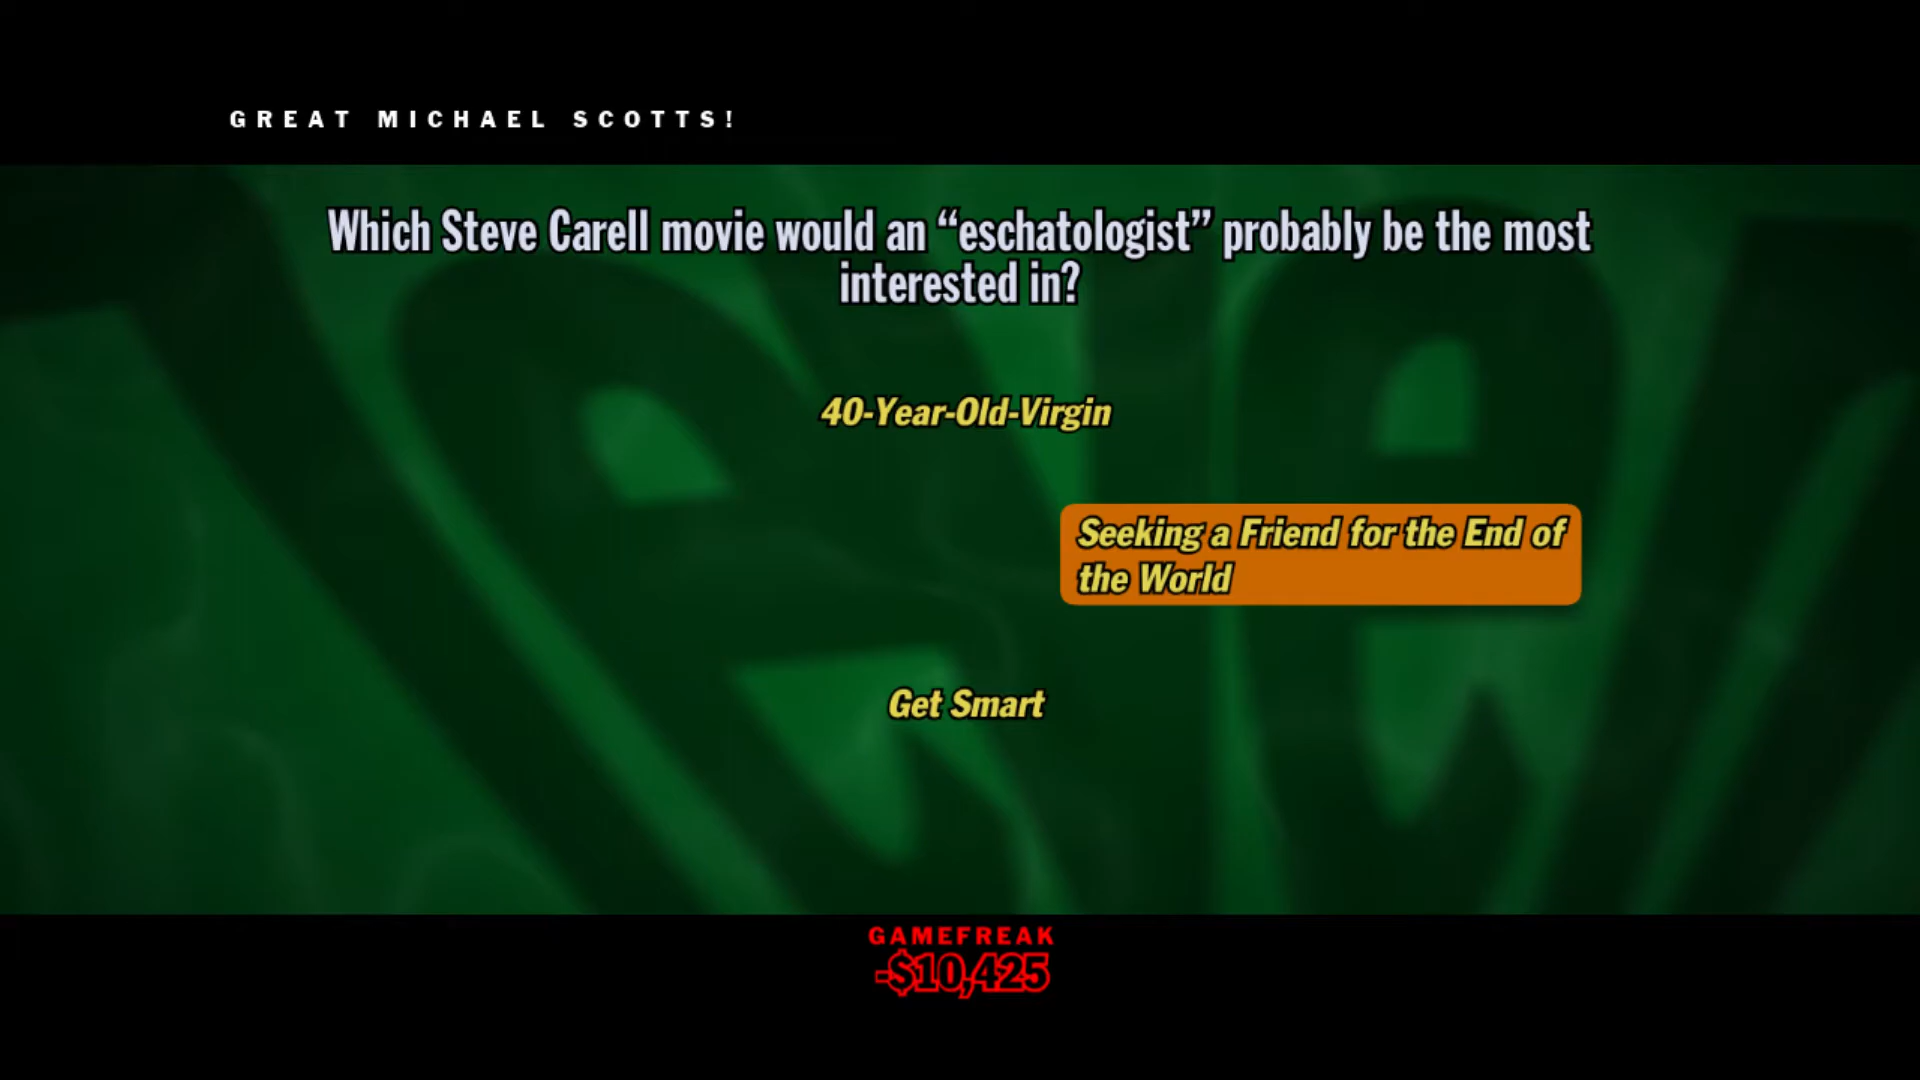 GREAT MICHAEL SCOTTS!
Which Steve Carell movie would an “eschatologist” probably be the most
interested in?
40-Year-Old-Virgin
Seeking a Friend for the End of
the World
Get Smart
GAMEFREAK
-$10,425